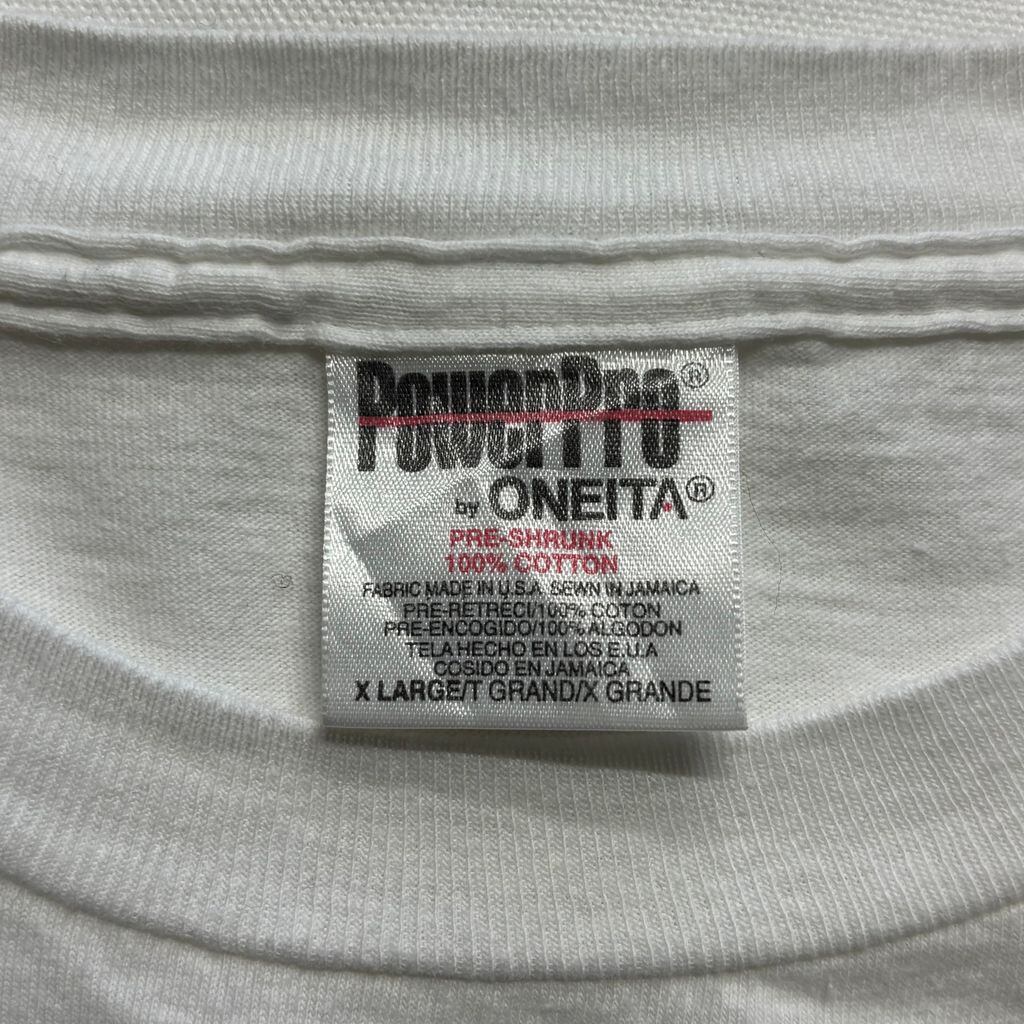 PowerPro®
by ONEITA®
PRE-SHRUNK
100% COTTON
FABRIC MADE IN U.S.A. SEWN IN JAMAICA
PRE-RETRECI/100% COTON
PRE-ENCOGIDO/100% ALGODON
TELA HECHO EN LOS E.U.A
COSIDO EN JAMAICA
X LARGE/T GRAND/X GRANDE